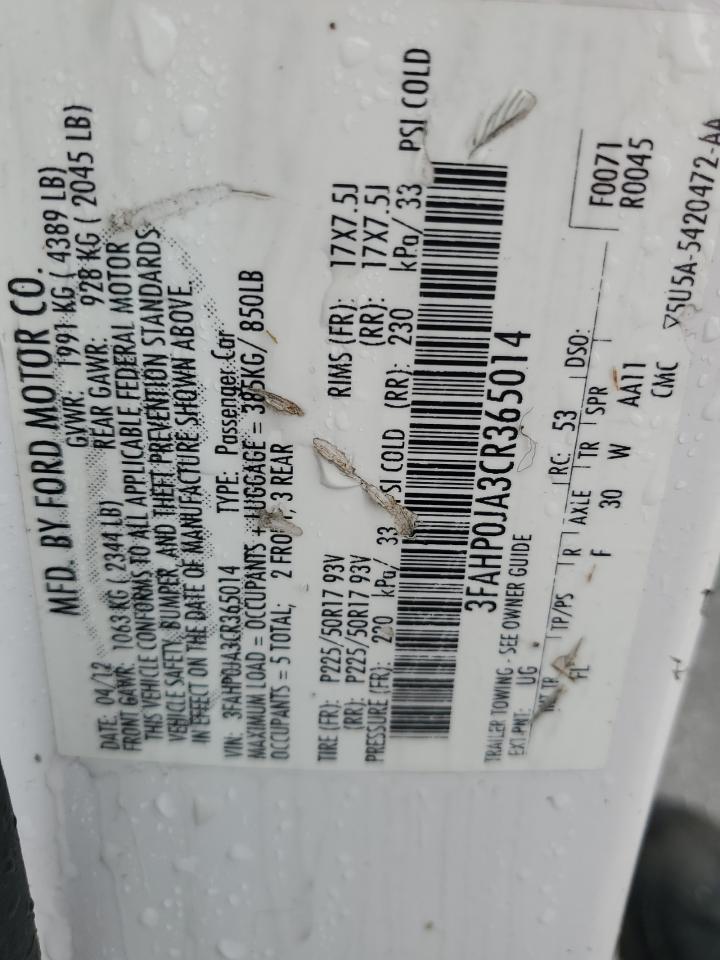 MFD. BY FORD MOTOR CO.
DATE: 04/12 GVWR: 1991 KG ( 4389 LB)
FRONT GAWR: 1063 KG ( 2344 LB) REAR GAWR: 928 KG ( 2045 LB)
THIS VEHICLE CONFORMS TO ALL APPLICABLE FEDERAL MOTOR
VEHICLE SAFETY, BUMPER, AND THEFT PREVENTION STANDARDS
IN EFFECT ON THE DATE OF MANUFACTURE SHOWN ABOVE.
VIN: 3FAHP0JA3CR365014 TYPE: Passenger Car
MAXIMUM LOAD = OCCUPANTS + LUGGAGE = 385KG/ 850LB
OCCUPANTS = 5 TOTAL; 2 FRONT, 3 REAR
TIRE (FR): P225/50R17 93V RIMS (FR): 17X7.5J
(RR): P225/50R17 93V (RR): 17X7.5J
PRESSURE (FR): 230 kPa/ 33 PSI COLD (RR): 230 kPa/ 33 PSI COLD
3FAHP0JA3CR365014
TRAILER TOWING - SEE OWNER GUIDE
EXT PNT: UG RC: 53 DSO: F0071
R0045
TP/PS R AXLE TR SPR
FL F 30 W AA11
CMC 5U5A-5420472-AA